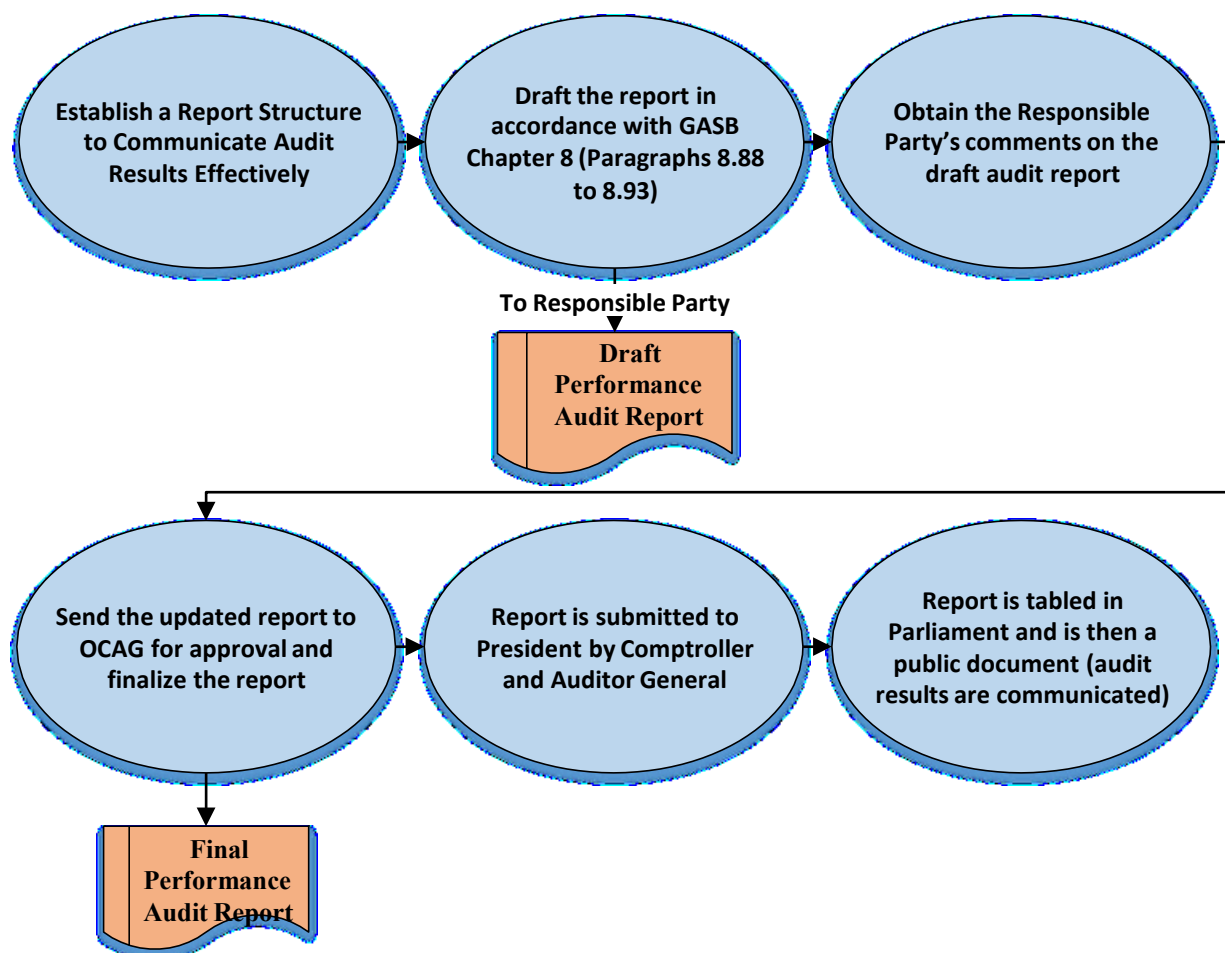 Establish a Report Structure
to Communicate Audit
Results Effectively
Draft the report in
accordance with GASB
Chapter 8 (Paragraphs 8.88
to 8.93)
Obtain the Responsible
Party's comments on the
draft audit report
To Responsible Party
Draft
Performance
Audit Report
Send the updated report to
OCAG for approval and
finalize the report
Report is submitted to
President by Comptroller
and Auditor General
Report is tabled in
Parliament and is then a
public document (audit
results are communicated)
Final
Performance
Audit Report